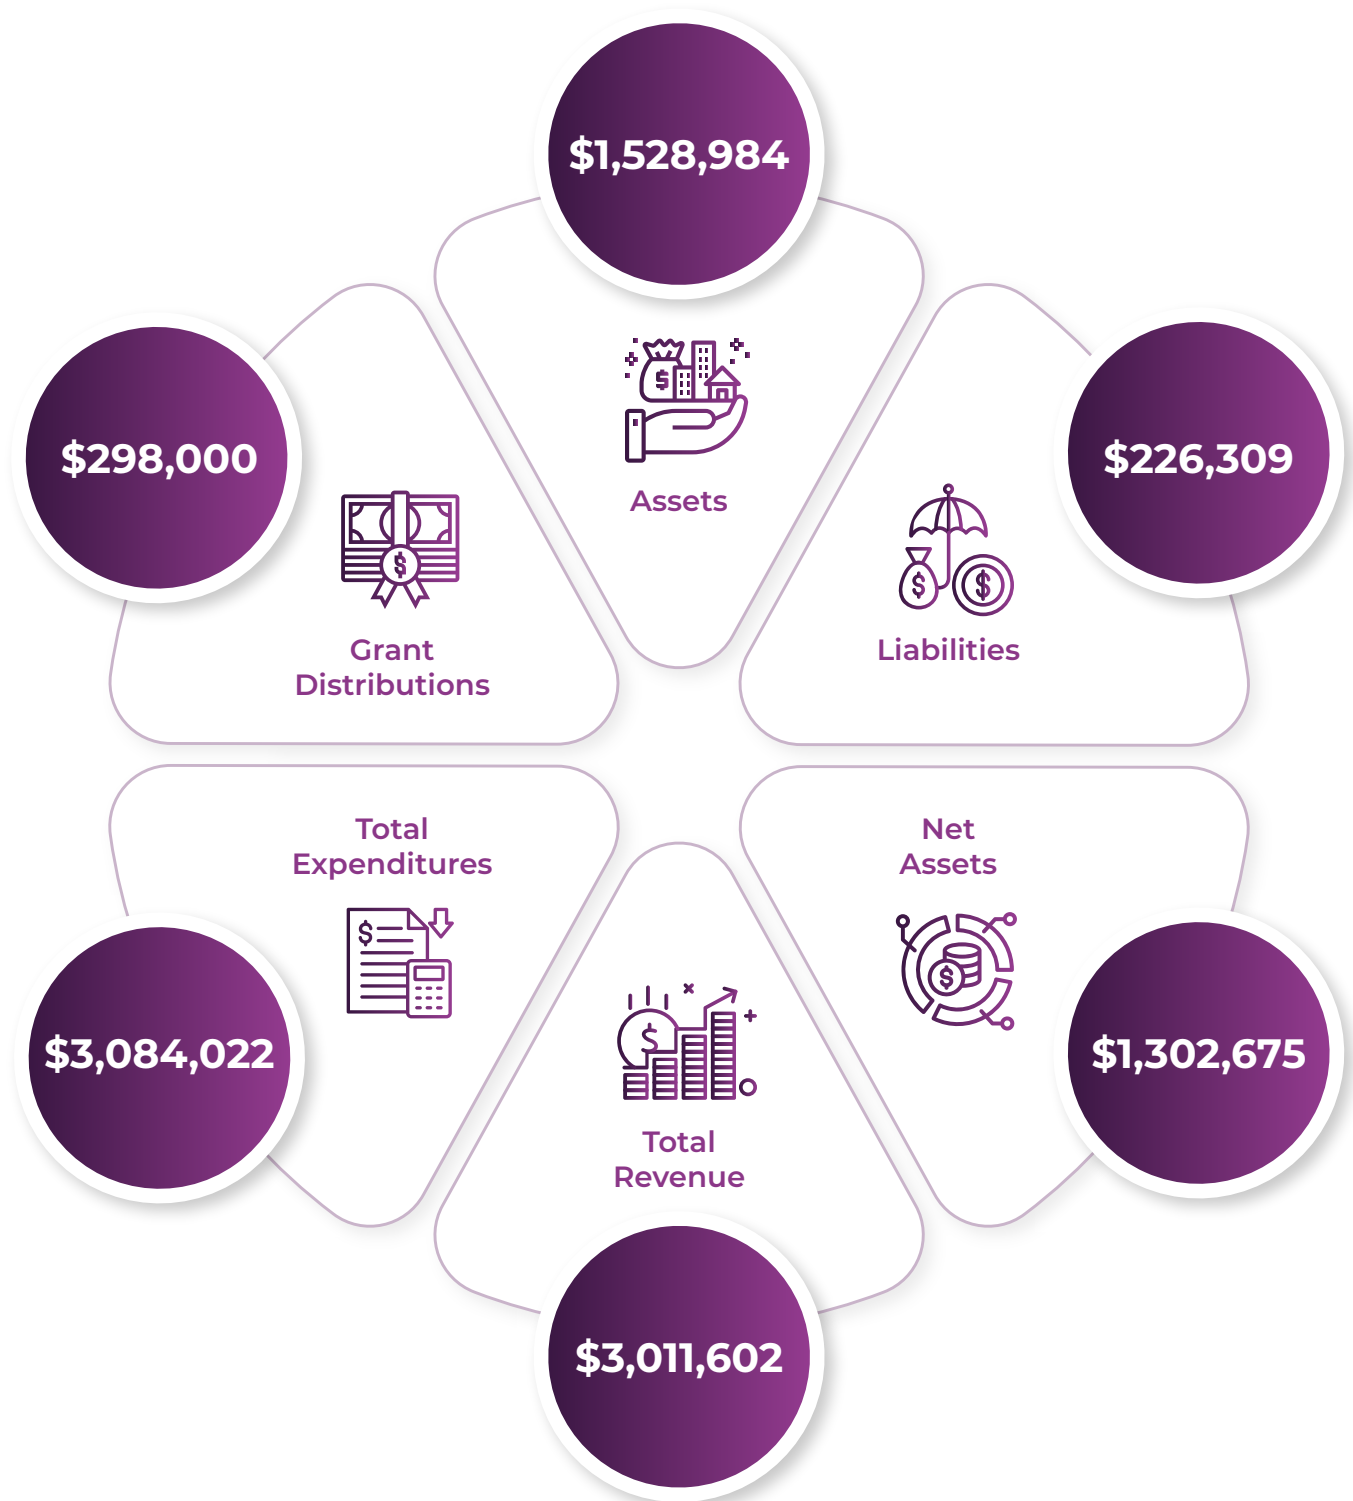 $1,528,984
Assets
$298,000
Grant
Distributions
$226,309
Liabilities
Total
Expenditures
$3,084,022
Net
Assets
$1,302,675
Total
Revenue
$3,011,602